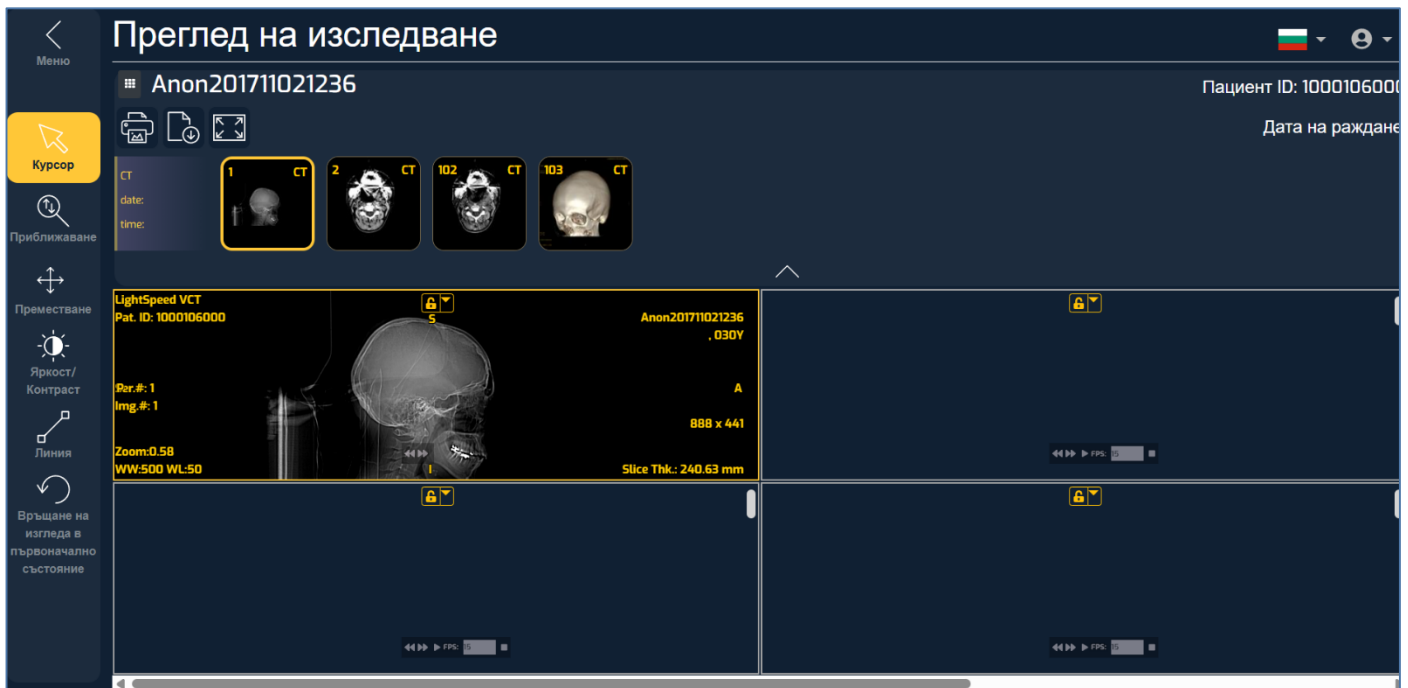 Меню
Преглед на изследване
Anon201711021236
Пациент ID: 1000106000
Дата на раждане
Курсор
Приближаване
Преместване
Яркост/
Контраст
Линия
Връщане на
изгледа в
първоначално
състояние
CT
date:
time:
1 CT
2 CT
102 CT
103 CT
LightSpeed VCT
Pat. ID: 1000106000
S
Anon201711021236
, 030Y
Per.#: 1
Img.#: 1
A
888 x 441
Zoom:0.58
WW:500 WL:50
I
Slice Thk.: 240.63 mm
FPS: 15
FPS: 15
FPS: 15